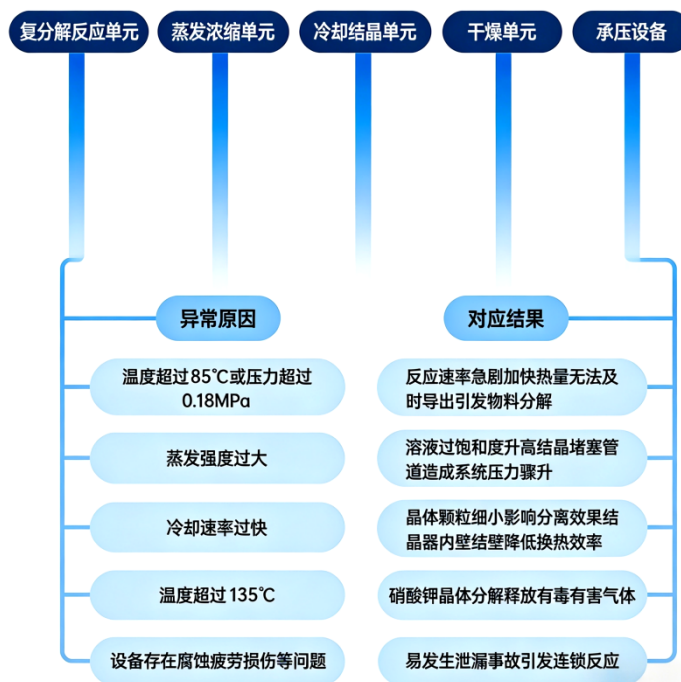 复分解反应单元
蒸发浓缩单元
冷却结晶单元
干燥单元
承压设备
异常原因
对应结果
温度超过85℃或压力超过
0.18MPa
反应速率急剧加快热量无法及
时导出引发物料分解
蒸发强度过大
溶液过饱和度升高结晶堵塞管
道造成系统压力骤升
冷却速率过快
晶体颗粒细小影响分离效果结
晶器内壁结壁降低换热效率
温度超过135℃
硝酸钾晶体分解释放有毒有害气体
设备存在腐蚀疲劳损伤等问题
易发生泄漏事故引发连锁反应